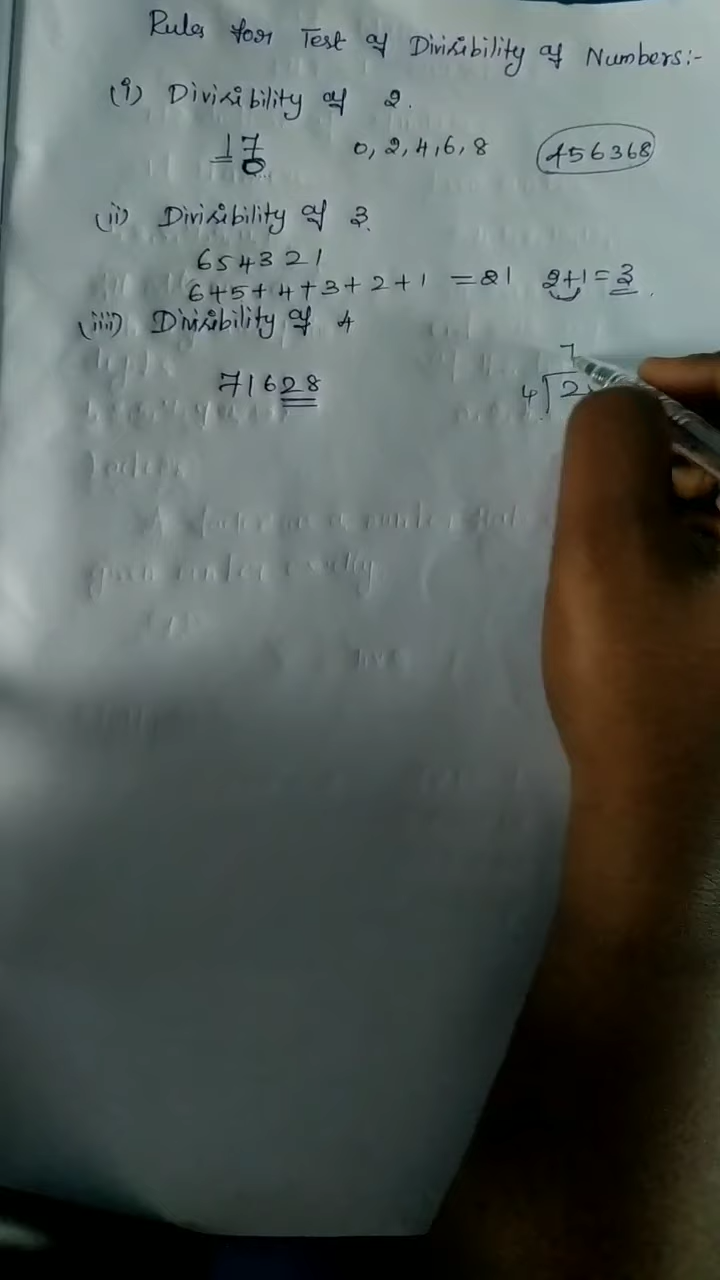 Rules for Test of Divisibility of Numbers:-
(i) Divisibility of 2.
17 0, 2, 4, 6, 8 456368
(ii) Divisibility of 3.
654321
6+5+4+3+2+1 = 21 2+1 = 3.
(iii) Divisibility of 4
7
71628 4 2